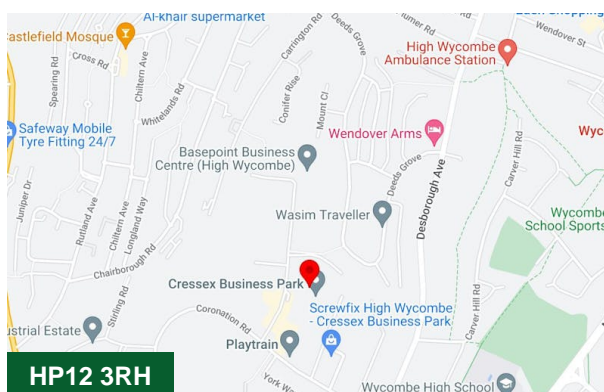 Al-khair supermarket
Castlefield Mosque
Cross Rd
Spearing Rd
Chiltern Ave
Whitelands Rd
Carrington Rd
Deeds Grove
Conifer Rise
Mount Cl
Wendover St
High Wycombe
Ambulance Station
Safeway Mobile
Tyre Fitting 24/7
Basepoint Business
Centre (High Wycombe)
Wendover Arms
Deeds Grove
Desborough Ave
Carver Hill Rd
Wyc
Juniper Dr
Rutland Ave
Chiltern Ave
Longland Way
Wasim Traveller
Wycombe
School Sports
Chairborough Rd
Stirling Rd
Cressex Business Park
Screwfix High Wycombe
- Cressex Business Park
Carver Hill Rd
Coronation Rd
ustrial Estate
Playtrain
York Wa
Wycombe High School
HP12 3RH